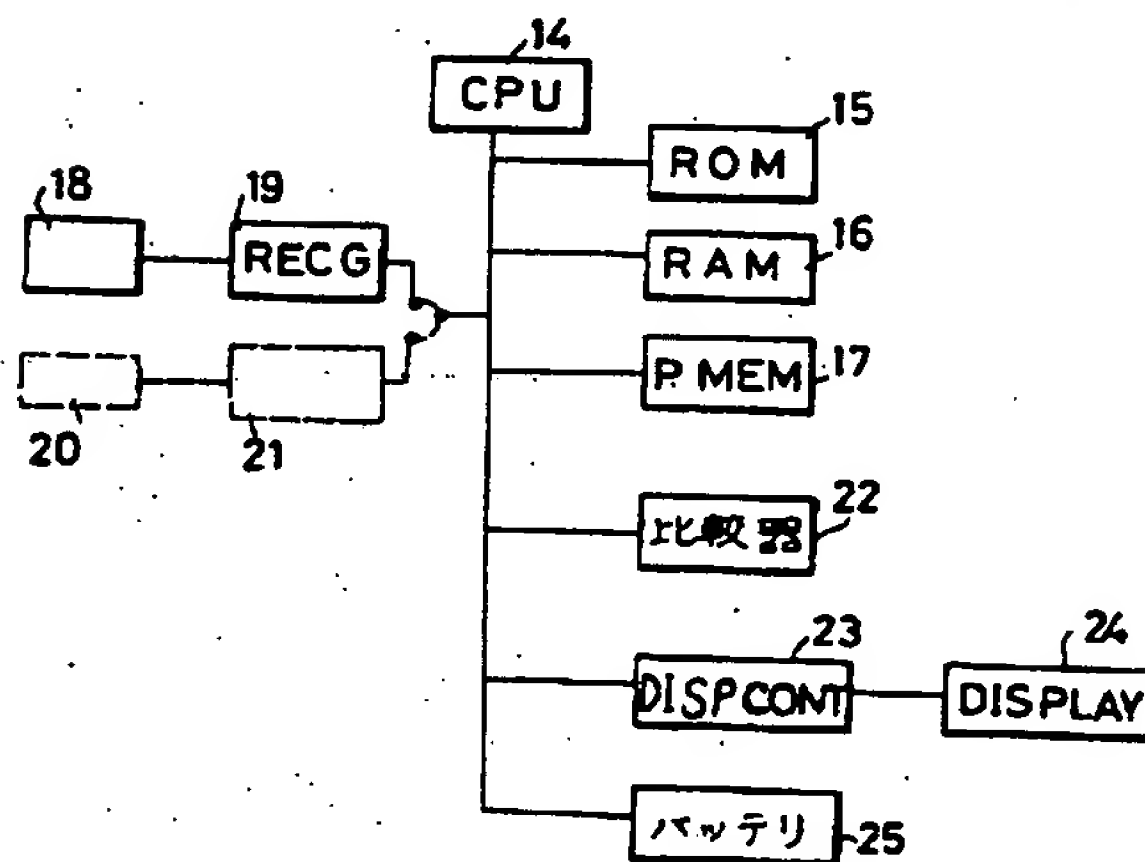 14
CPU
15
ROM
18
19
RECG
16
RAM
20
21
P MEM
17
比較器
22
23
DISPCONT
24
DISPLAY
バッテリ
25